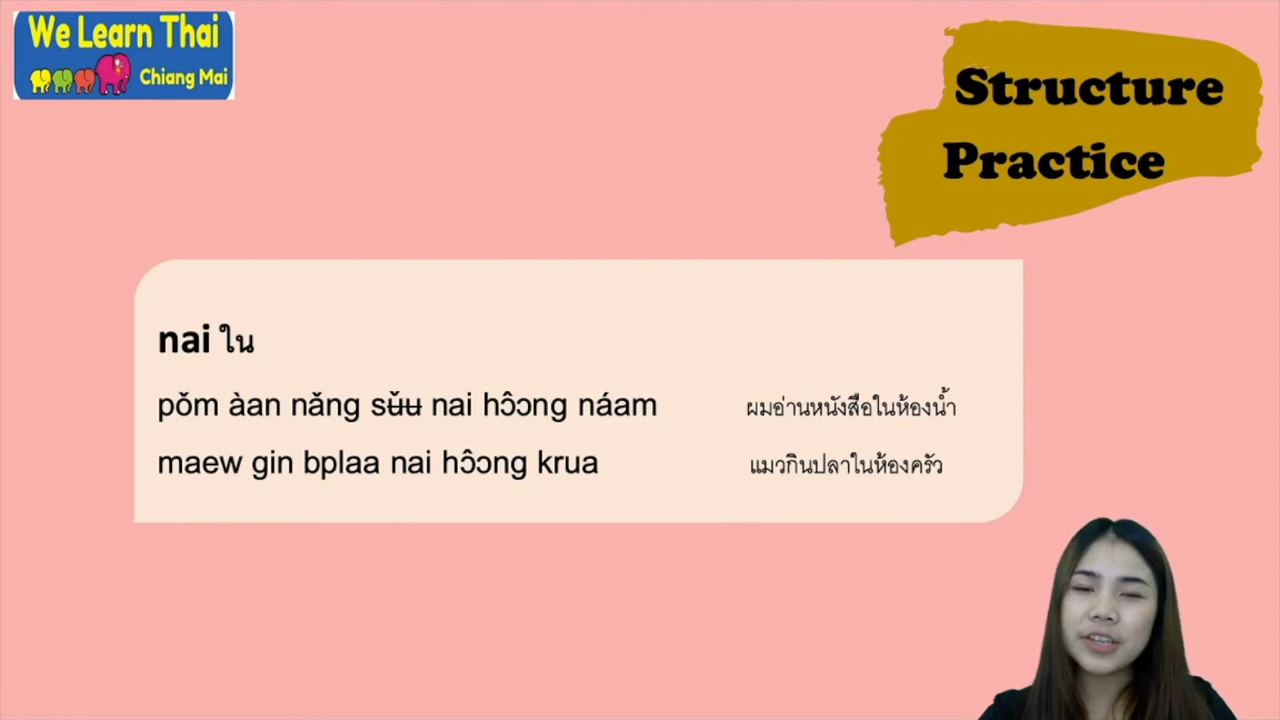 We Learn Thai
Chiang Mai
Structure
Practice
nai ใน
pǒm àan nǎng sʉ̌ʉ nai hɔ̂ɔng náam
ผมอ่านหนังสือในห้องน้ำ
maew gin bplaa nai hɔ̂ɔng krua
แมวกินปลาในห้องครัว